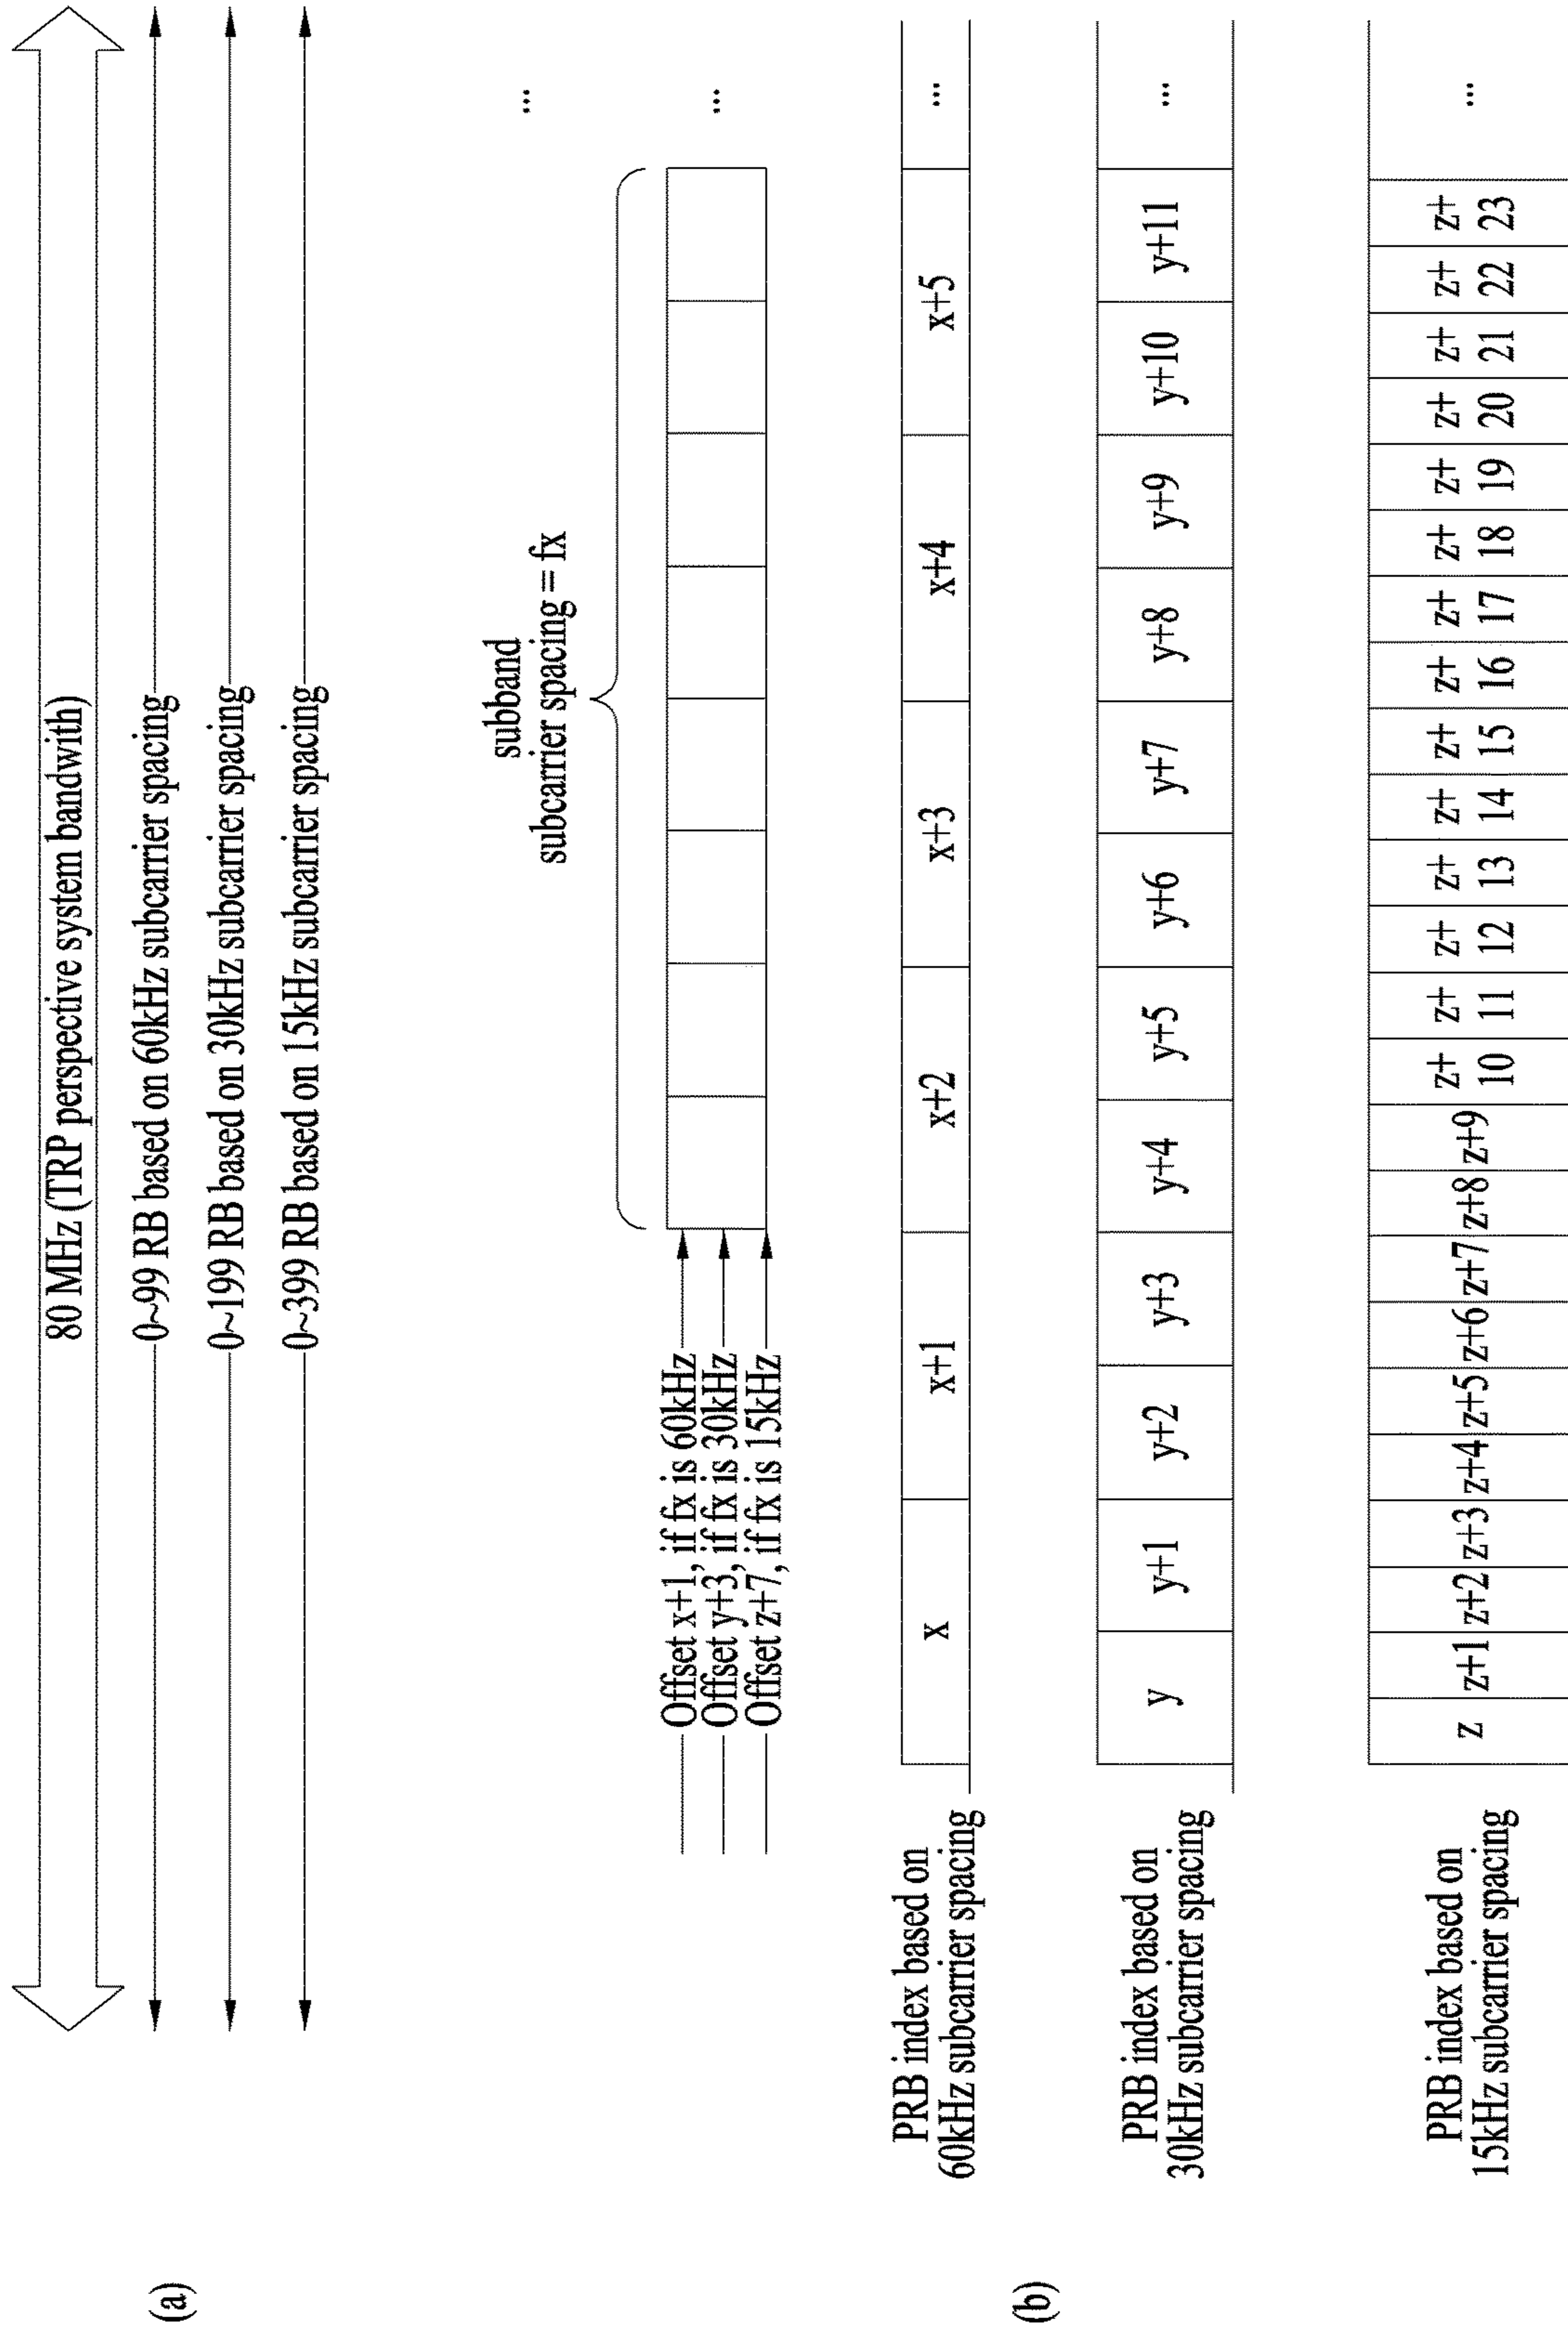 (a)
80 MHz (TRP perspective system bandwith)
0~99 RB based on 60kHz subcarrier spacing
0~199 RB based on 30kHz subcarrier spacing
0~399 RB based on 15kHz subcarrier spacing
subband
subcarrier spacing = fx
...
Offset x+1, if fx is 60kHz
Offset y+3, if fx is 30kHz
Offset z+7, if fx is 15kHz
...
(b)
PRB index based on
60kHz subcarrier spacing
x x+1 x+2 x+3 x+4 x+5 ...
PRB index based on
30kHz subcarrier spacing
y y+1 y+2 y+3 y+4 y+5 y+6 y+7 y+8 y+9 y+10 y+11 ...
PRB index based on
15kHz subcarrier spacing
z z+1 z+2 z+3 z+4 z+5 z+6 z+7 z+8 z+9 z+10 z+11 z+12 z+13 z+14 z+15 z+16 z+17 z+18 z+19 z+20 z+21 z+22 z+23 ...